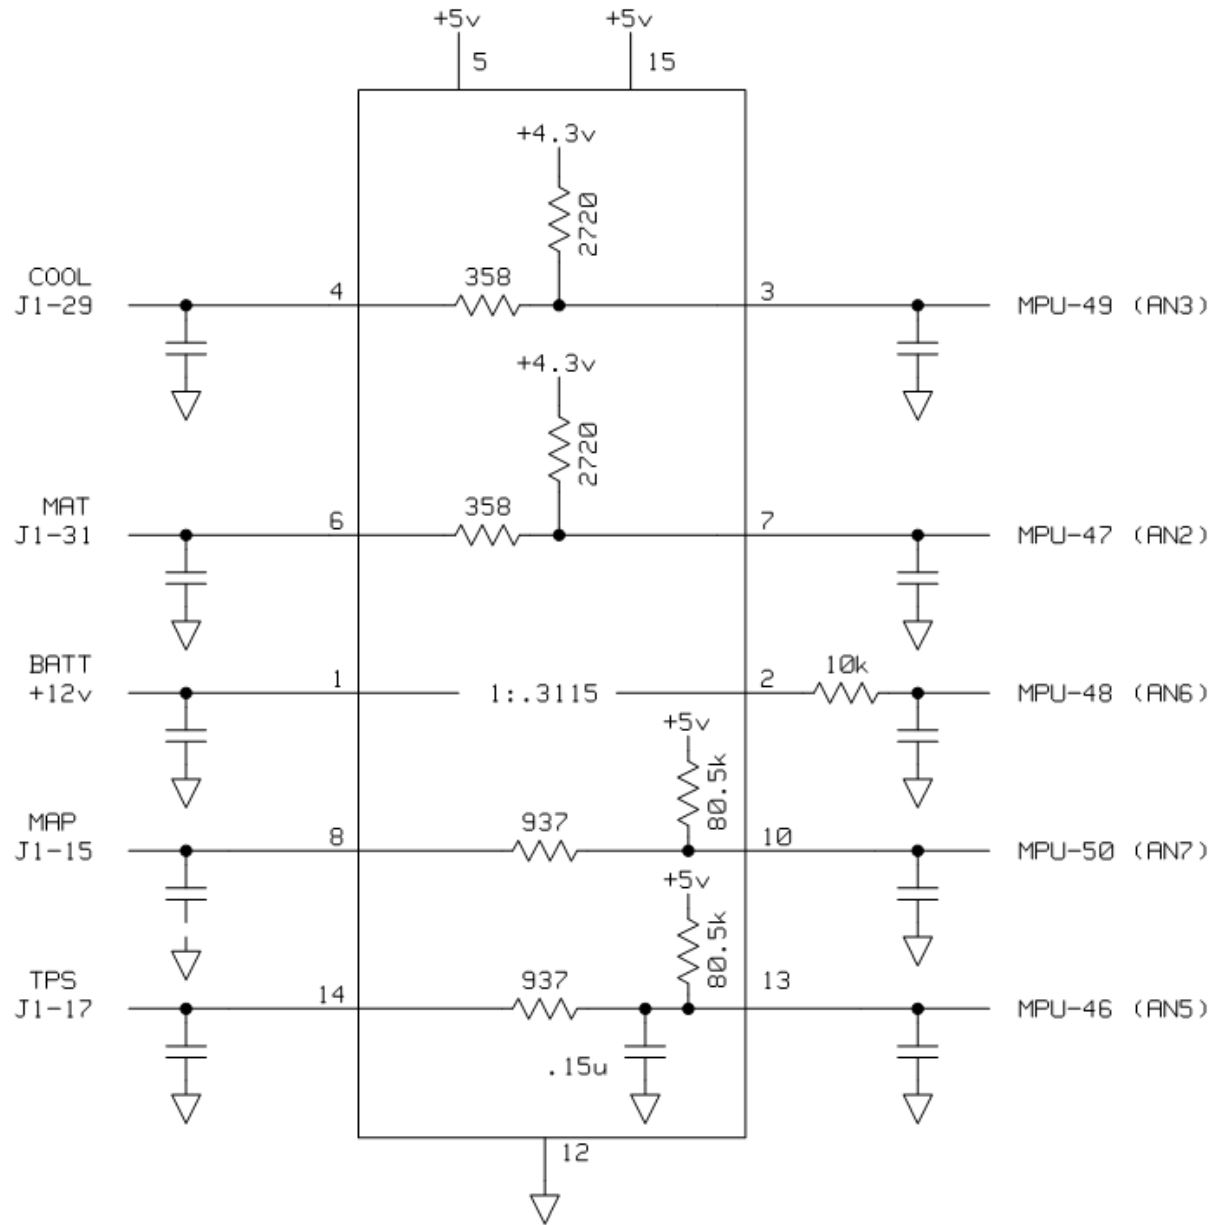 +5v +5v
5 15
+4.3v
2720
COOL
J1-29
4
358
3
MPU-49 (AN3)
+4.3v
2720
MAT
J1-31
6
358
7
MPU-47 (AN2)
BATT
+12v
1
1:.3115
2
10k
MPU-48 (AN6)
+5v
80.5k
MAP
J1-15
8
937
10
MPU-50 (AN7)
+5v
80.5k
TPS
J1-17
14
937
13
MPU-46 (AN5)
.15u
12